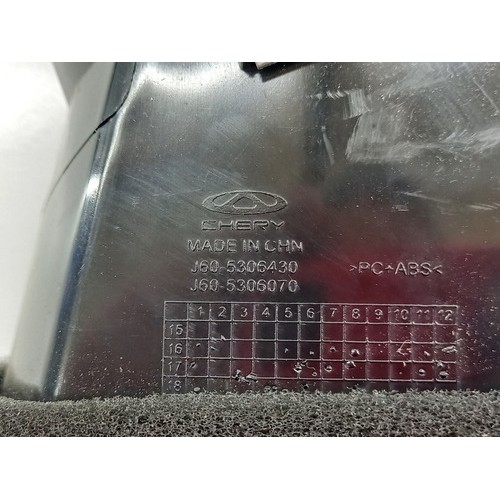 CHERY
MADE IN CHN
J60-5306430
J60-5306070
>PC+ABS<
1 2 3 4 5 6 7 8 9 10 11 12
15
16
17
18